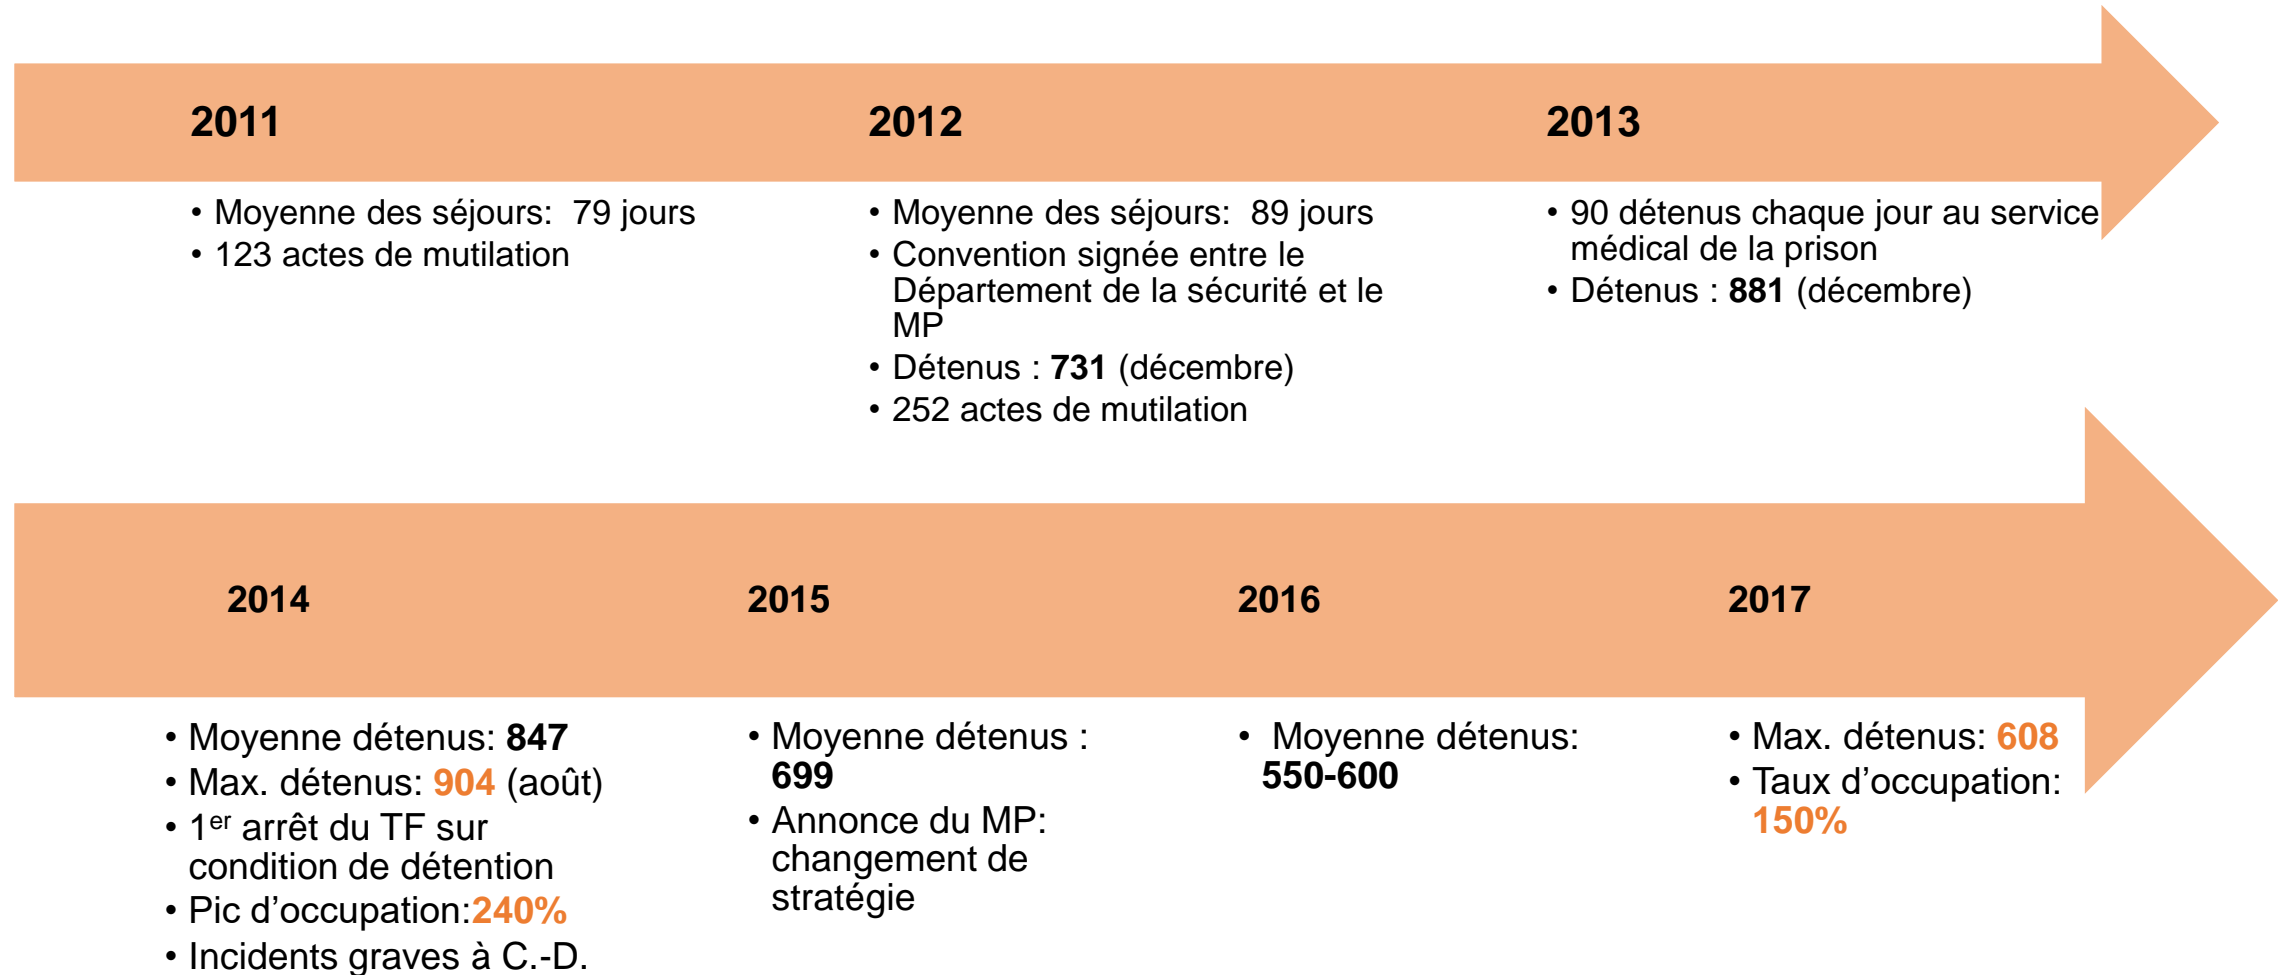 2011
• Moyenne des séjours: 79 jours
• 123 actes de mutilation
2012
• Moyenne des séjours: 89 jours
• Convention signée entre le
Département de la sécurité et le
MP
• Détenus : 731 (décembre)
• 252 actes de mutilation
2013
• 90 détenus chaque jour au service
médical de la prison
• Détenus : 881 (décembre)
2014
• Moyenne détenus: 847
• Max. détenus: 904 (août)
• 1er arrêt du TF sur
condition de détention
• Pic d’occupation:240%
• Incidents graves à C.-D.
2015
• Moyenne détenus :
699
• Annonce du MP:
changement de
stratégie
2016
• Moyenne détenus:
550-600
2017
• Max. détenus: 608
• Taux d’occupation:
150%